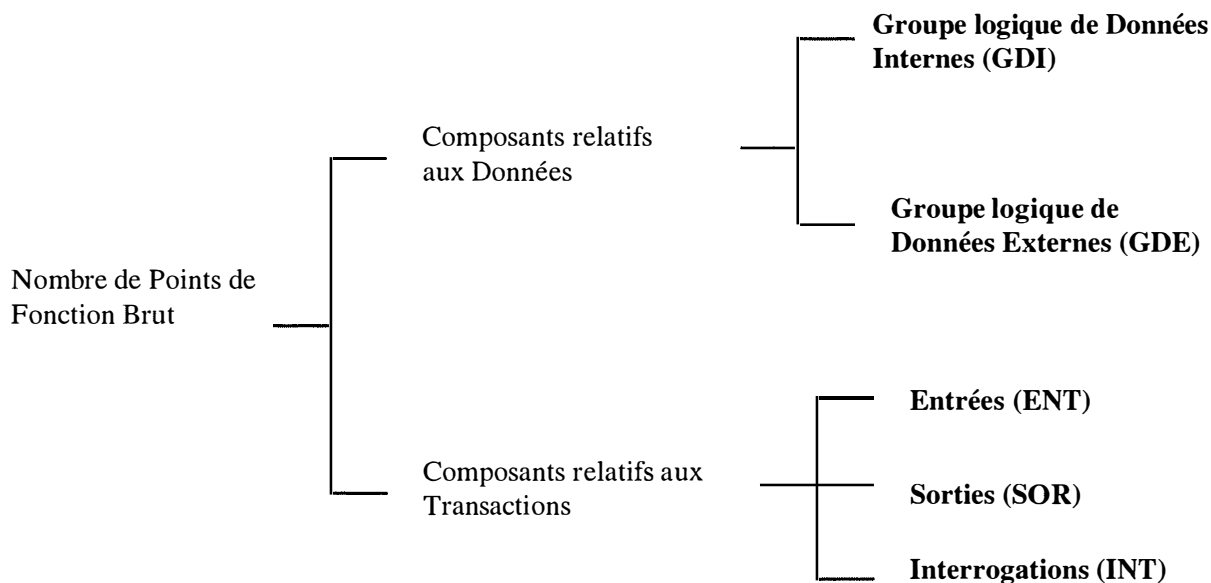 Groupe logique de Données
Internes (GDI)
Composants relatifs
aux Données
Groupe logique de
Données Externes (GDE)
Nombre de Points de
Fonction Brut
Entrées (ENT)
Composants relatifs aux
Transactions
Sorties (SOR)
Interrogations (INT)